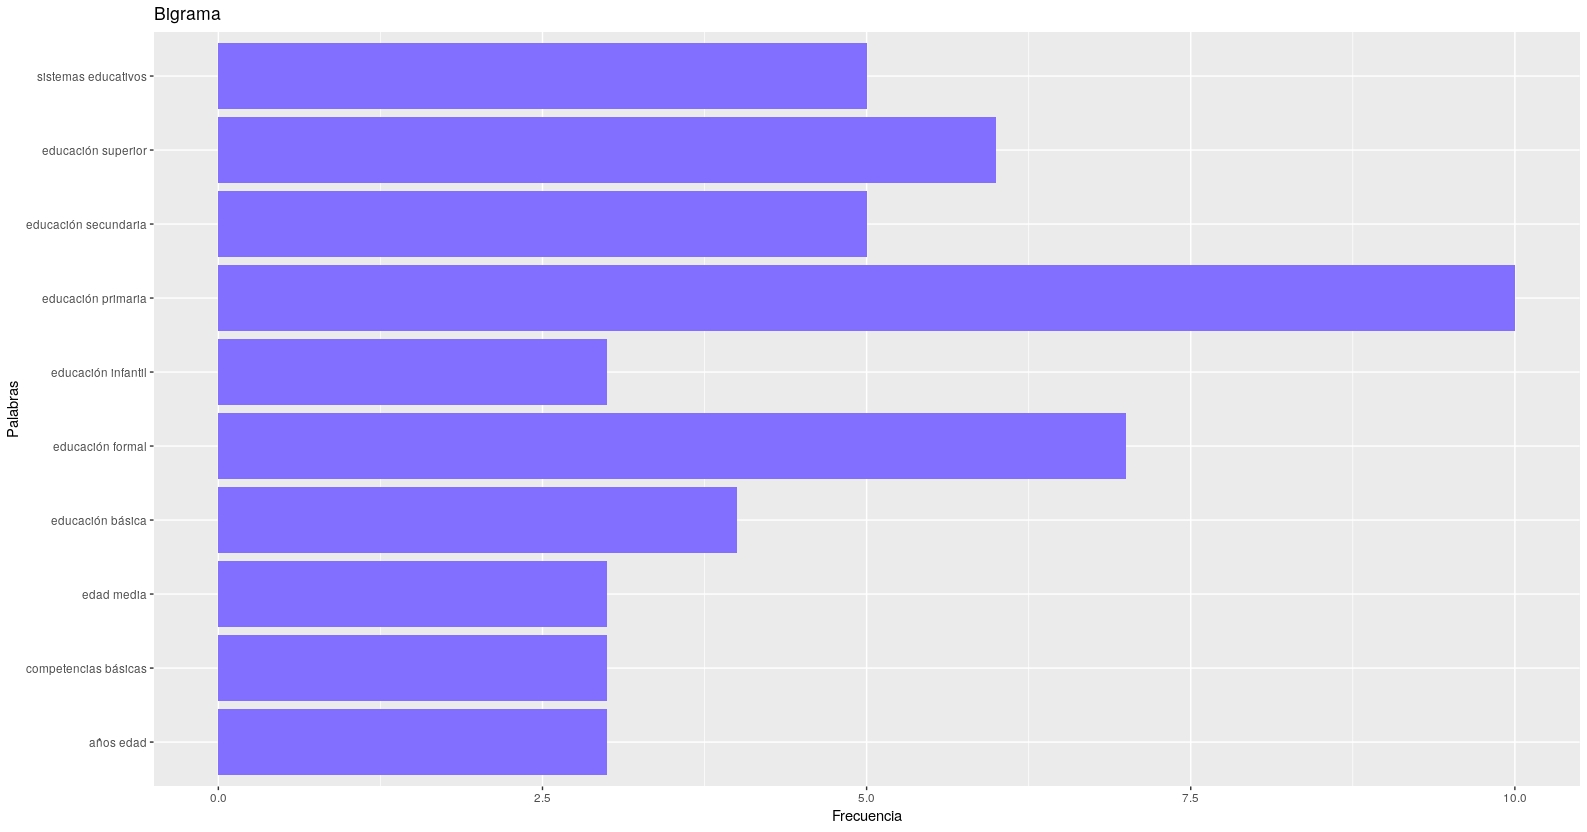 Bigrama
sistemas educativos
educación superior
educación secundaria
educación primaria
educación infantil
educación formal
educación básica
edad media
competencias básicas
años edad
Palabras
0.0
2.5
5.0
7.5
10.0
Frecuencia